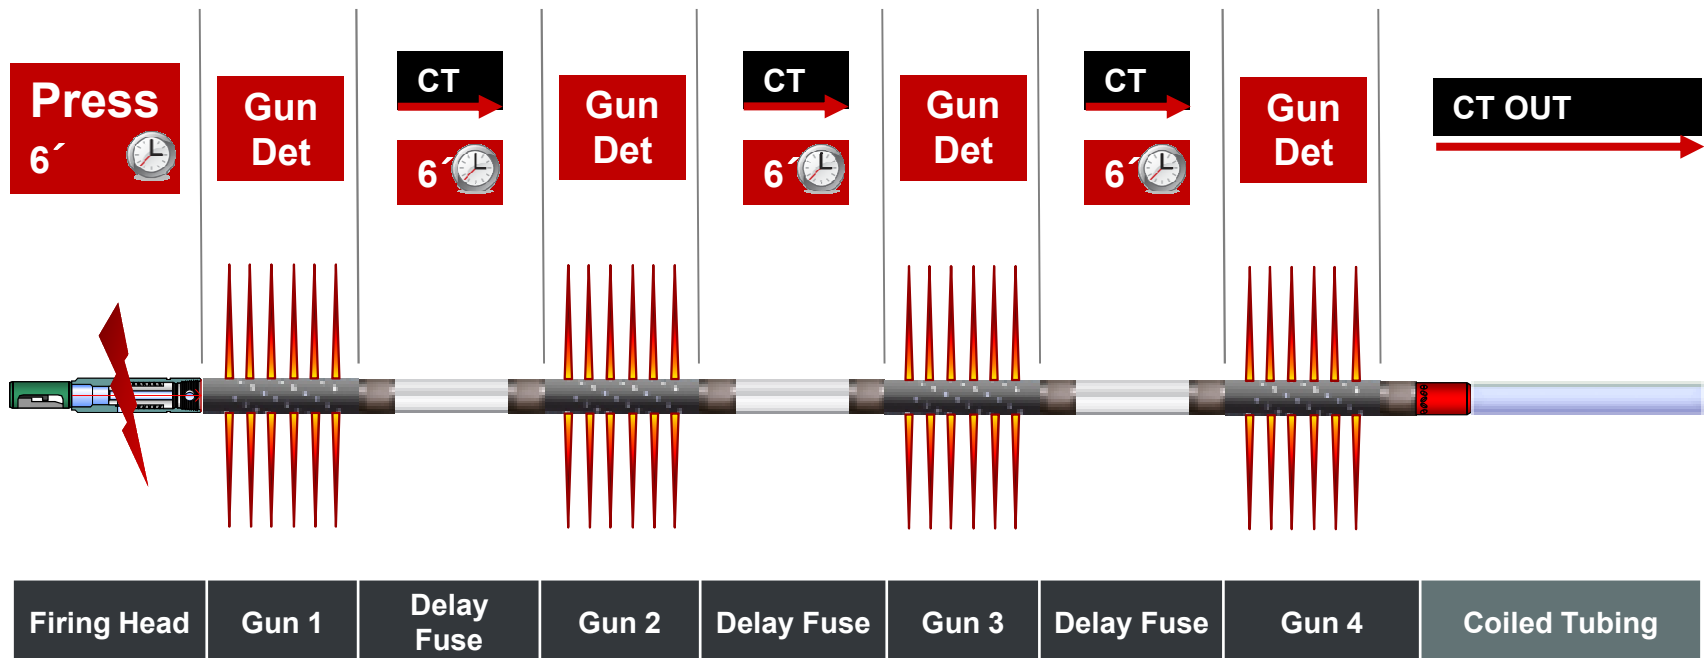 Press
6´
Gun
Det
CT
6´
Gun
Det
CT
6´
Gun
Det
CT
6´
Gun
Det
CT OUT
Firing Head
Gun 1
Delay
Fuse
Gun 2
Delay Fuse
Gun 3
Delay Fuse
Gun 4
Coiled Tubing